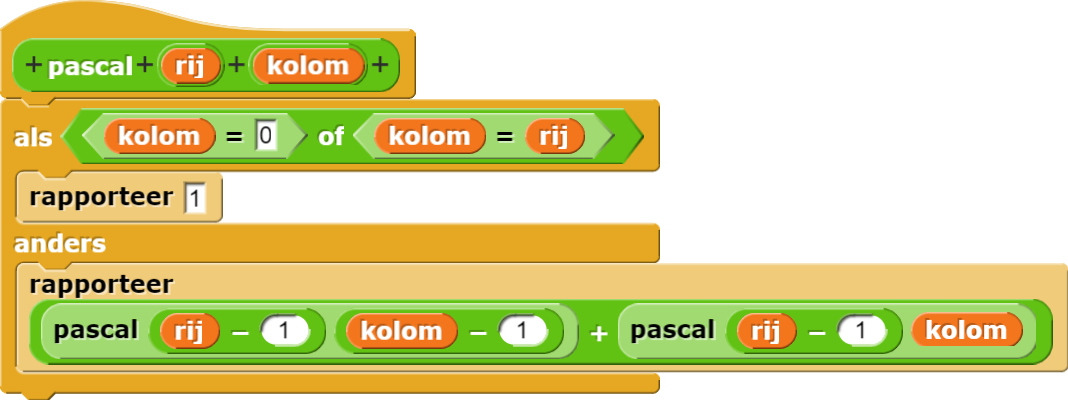 + pascal + rij + kolom +
als kolom = 0 of kolom = rij
rapporteer 1
anders
rapporteer
pascal rij − 1 kolom − 1 + pascal rij − 1 kolom